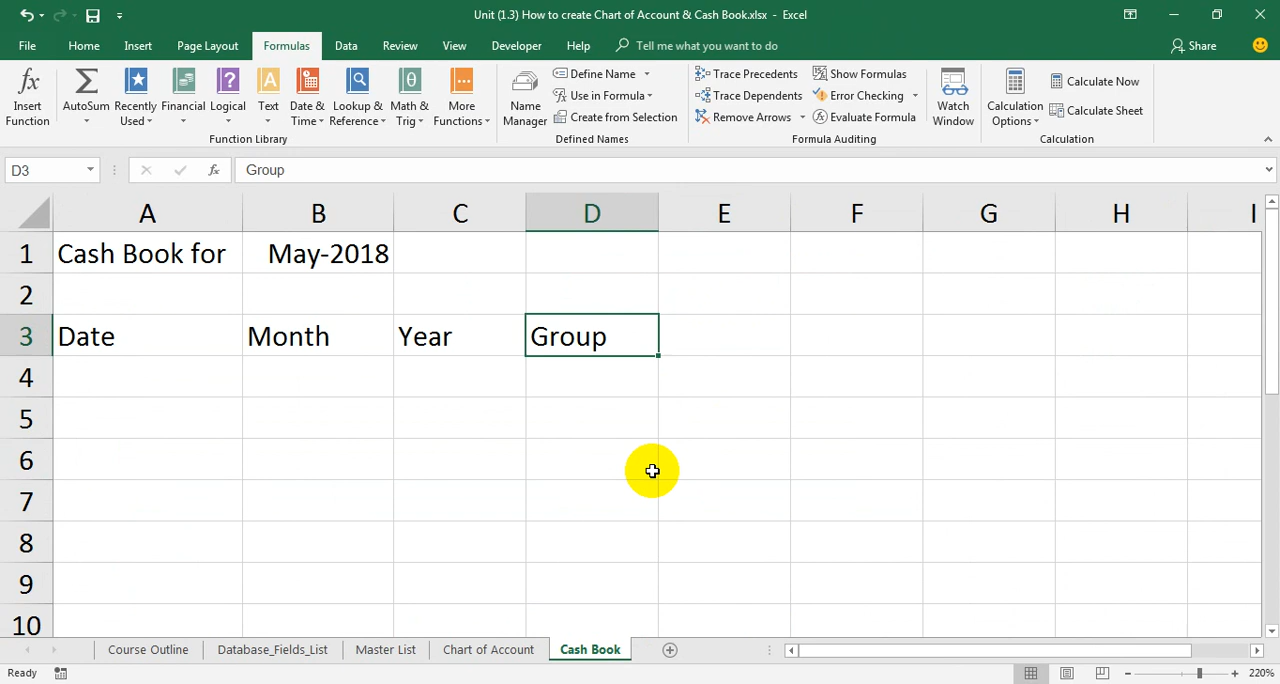 Unit (1.3) How to create Chart of Account & Cash Book.xlsx - Excel
File Home Insert Page Layout Formulas Data Review View Developer Help Tell me what you want to do Share
Insert Function
AutoSum
Recently Used
Financial
Logical
Text
Date & Time
Lookup & Reference
Math & Trig
More Functions
Function Library
Name Manager
Define Name
Use in Formula
Create from Selection
Defined Names
Trace Precedents
Trace Dependents
Remove Arrows
Show Formulas
Error Checking
Evaluate Formula
Formula Auditing
Watch Window
Calculation Options
Calculate Now
Calculate Sheet
Calculation
D3 fx Group
A B C D E F G H I
1 Cash Book for May-2018
2
3 Date Month Year Group
4
5
6
7
8
9
10
Course Outline Database_Fields_List Master List Chart of Account Cash Book
Ready 220%